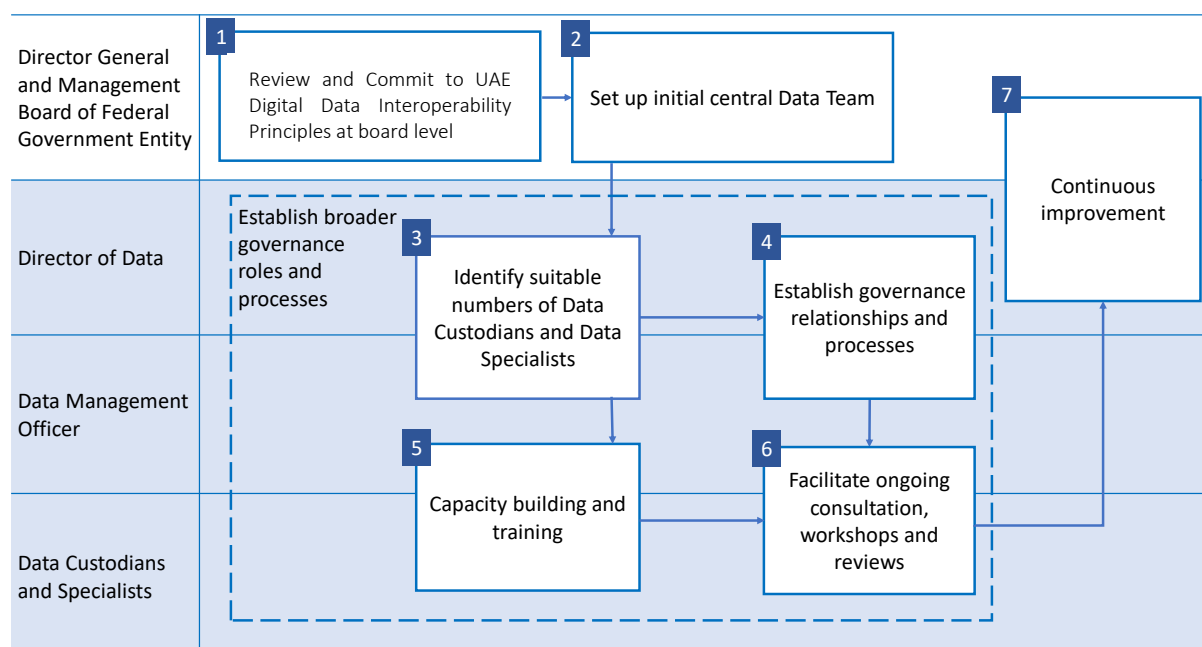 Director General
and Management
Board of Federal
Government Entity
1
Review and Commit to UAE
Digital Data Interoperability
Principles at board level
2
Set up initial central Data Team
7
Continuous
improvement
Director of Data
Establish broader
governance
roles and
processes
3
Identify suitable
numbers of Data
Custodians and Data
Specialists
4
Establish governance
relationships and
processes
Data Management
Officer
5
Capacity building and
training
6
Facilitate ongoing
consultation,
workshops and
reviews
Data Custodians
and Specialists